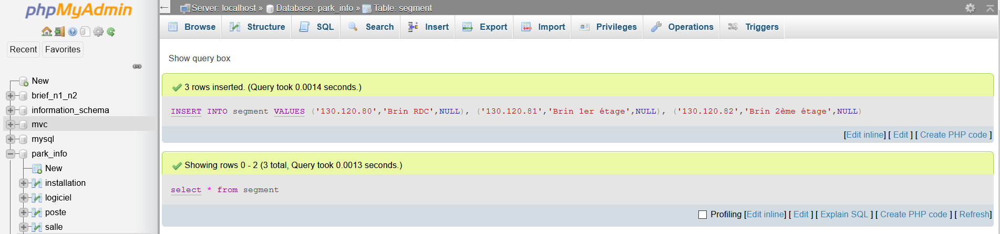 phpMyAdmin
Recent Favorites
New
brief_n1_n2
information_schema
mvc
mysql
park_info
New
installation
logiciel
poste
salle
Server: localhost » Database: park_info » Table: segment
Browse Structure SQL Search Insert Export Import Privileges Operations Triggers
Show query box
3 rows inserted. (Query took 0.0014 seconds.)
INSERT INTO segment VALUES ('130.120.80','Brin RDC',NULL), ('130.120.81','Brin 1er étage',NULL), ('130.120.82','Brin 2ème étage',NULL)
[Edit inline] [ Edit ] [ Create PHP code ]
Showing rows 0 - 2 (3 total, Query took 0.0013 seconds.)
select * from segment
Profiling [Edit inline] [ Edit ] [ Explain SQL ] [ Create PHP code ] [ Refresh]